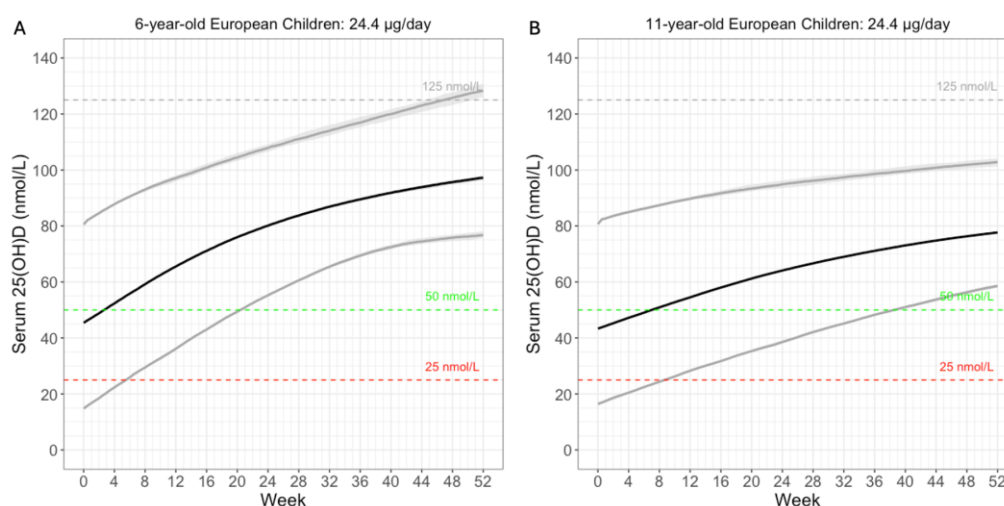 A
6-year-old European Children: 24.4 µg/day
Serum 25(OH)D (nmol/L)
140
120
100
80
60
40
20
0
125 nmol/L
50 nmol/L
25 nmol/L
0 4 8 12 16 20 24 28 32 36 40 44 48 52
Week
B
11-year-old European Children: 24.4 µg/day
Serum 25(OH)D (nmol/L)
140
120
100
80
60
40
20
0
125 nmol/L
50 nmol/L
25 nmol/L
0 4 8 12 16 20 24 28 32 36 40 44 48 52
Week